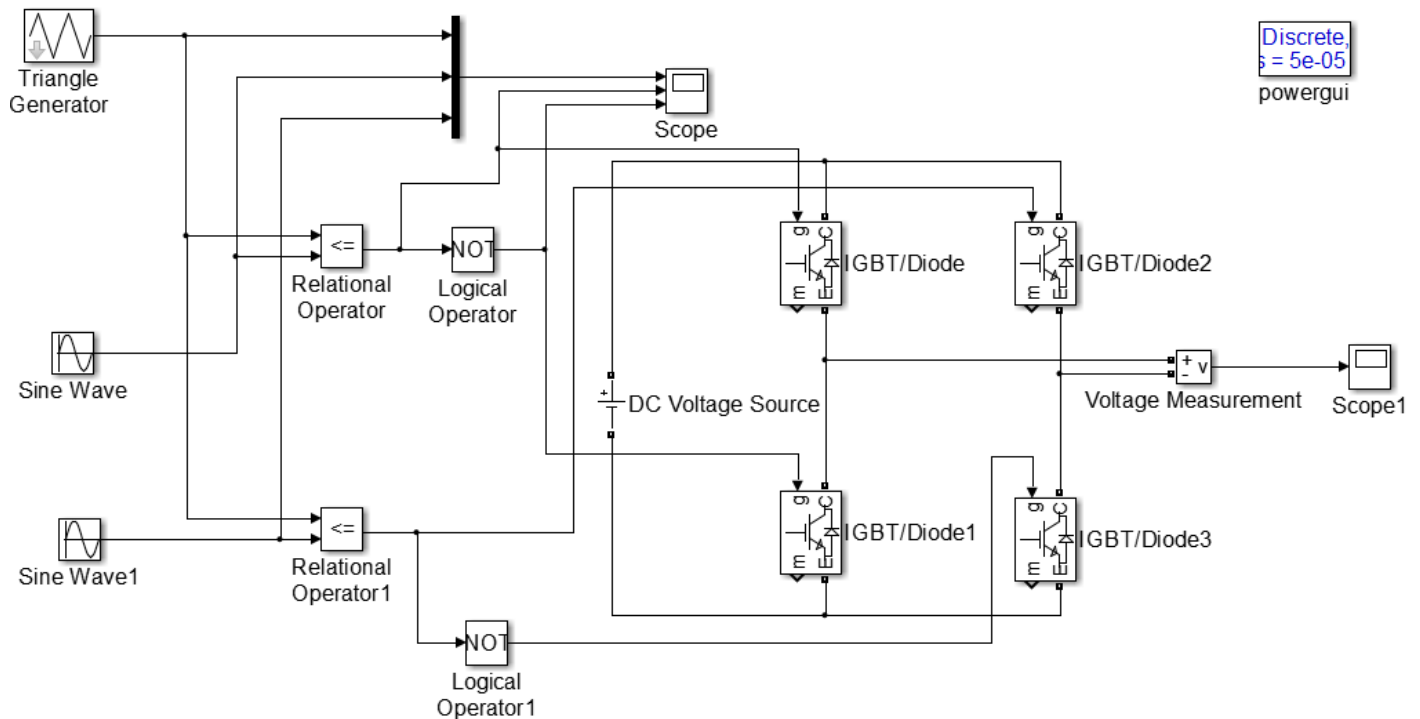 Triangle
Generator
Scope
Discrete,
s = 5e-05
powergui
<=
Relational
Operator
NOT
Logical
Operator
g
C
m
E
IGBT/Diode
g
C
m
E
IGBT/Diode2
Sine Wave
+
-
v
Voltage Measurement
Scope1
+
DC Voltage Source
Sine Wave1
<=
Relational
Operator1
g
C
m
E
IGBT/Diode1
g
C
m
E
IGBT/Diode3
NOT
Logical
Operator1